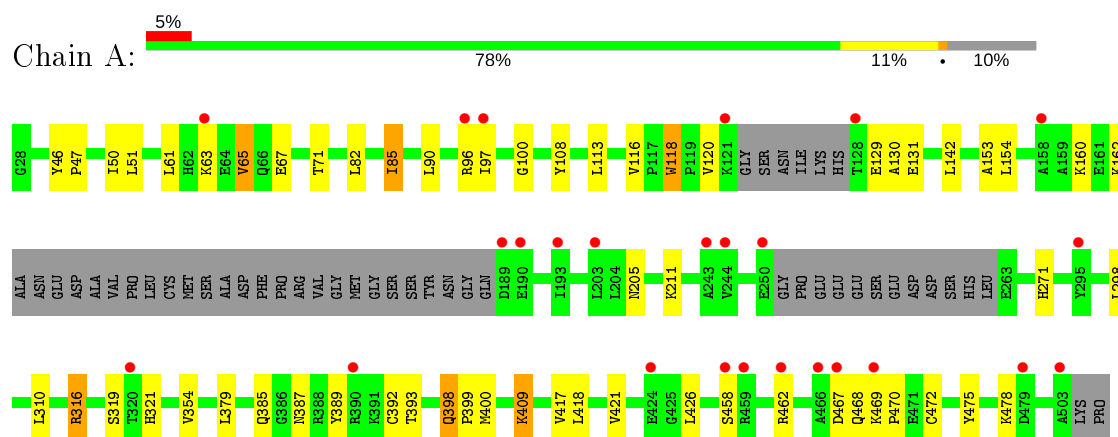 5%
Chain A:
78% 11% • 10%
G28 Y46 P47 I50 L51 L61 H62 K63 E64 V65 Q66 E67 T71 L82 I85 L90 R96 I97 G100 Y108 L113 V116 P117 W118 P119 V120 K121 GLY SER ASN ILE LYS HIS T128 E129 A130 E131 L142 A153 L154 A158 A159 K160 E161 K162
ALA ASN GLU ASP ALA VAL PRO LEU CYS MET SER ALA ASP PHE PRO ARG VAL GLY MET GLY SER SER TYR ASN GLY GLN D189 E190 I193 L203 L204 N205 K211 A243 V244 E250 GLY PRO GLU GLU GLU SER GLU ASP ASP SER HIS LEU E263 H271 Y295 L298
L310 R316 S319 T320 H321 V354 L379 Q385 G386 N387 R388 Y389 R390 K391 C392 T393 Q398 P399 M400 K409 V417 L418 V421 E424 G425 L426 S458 R459 R462 A466 D467 Q468 K469 P470 E471 C472 Y475 K478 D479 A503 LYS PRO